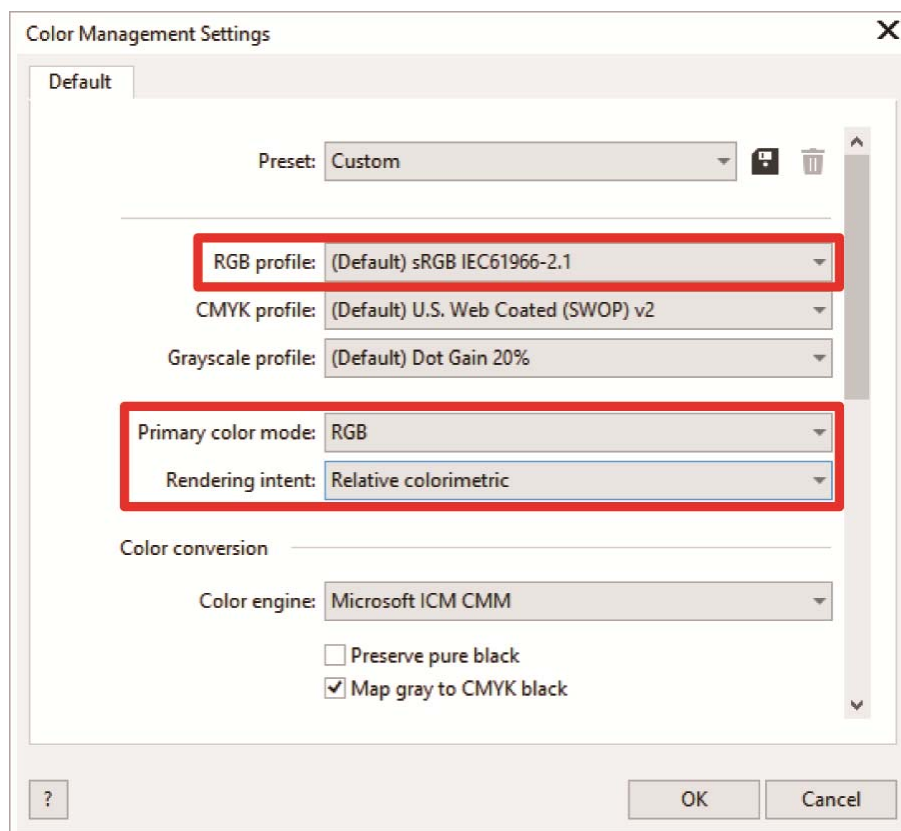 Color Management Settings
Default
Preset: Custom
RGB profile: (Default) sRGB IEC61966-2.1
CMYK profile: (Default) U.S. Web Coated (SWOP) v2
Grayscale profile: (Default) Dot Gain 20%
Primary color mode: RGB
Rendering intent: Relative colorimetric
Color conversion
Color engine: Microsoft ICM CMM
Preserve pure black
Map gray to CMYK black
? OK Cancel